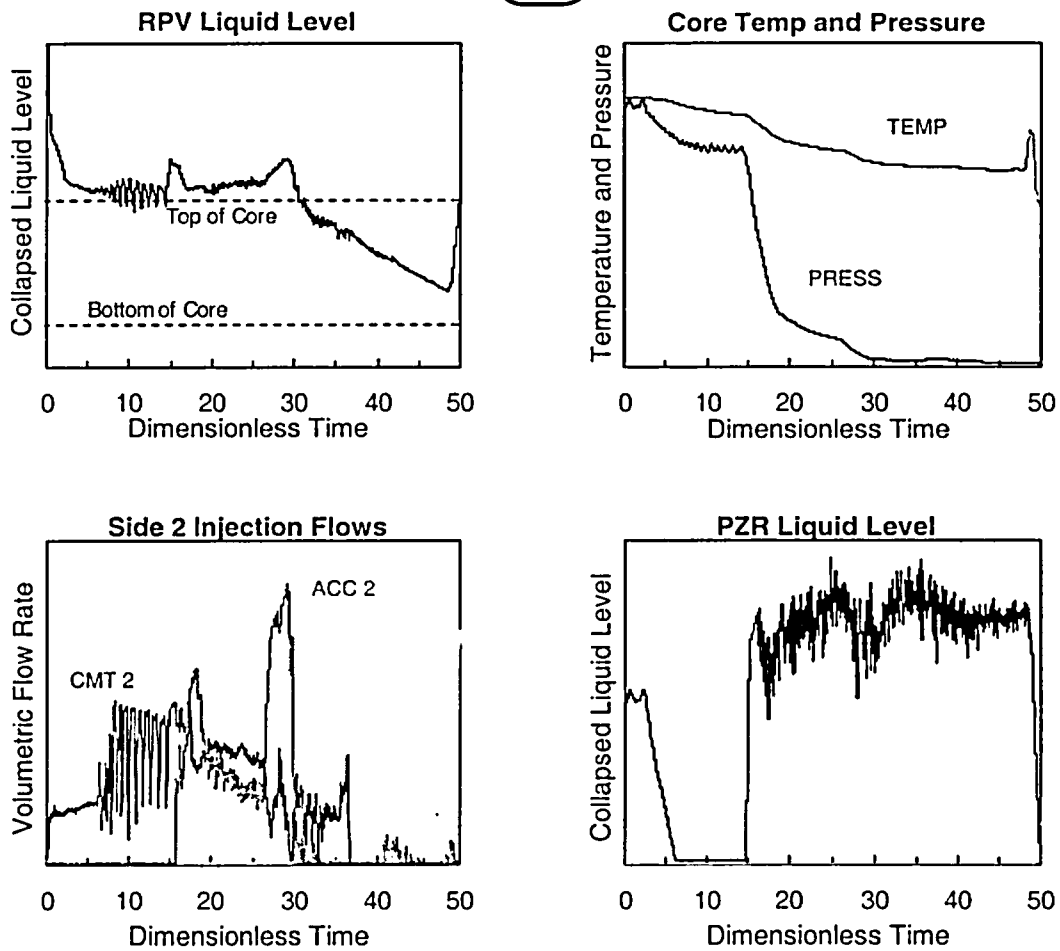 RPV Liquid Level
Collapsed Liquid Level
Top of Core
Bottom of Core
0 10 20 30 40 50
Dimensionless Time
Core Temp and Pressure
Temperature and Pressure
TEMP
PRESS
0 10 20 30 40 50
Dimensionless Time
Side 2 Injection Flows
Volumetric Flow Rate
ACC 2
CMT 2
0 10 20 30 40 50
Dimensionless Time
PZR Liquid Level
Collapsed Liquid Level
0 10 20 30 40 50
Dimensionless Time